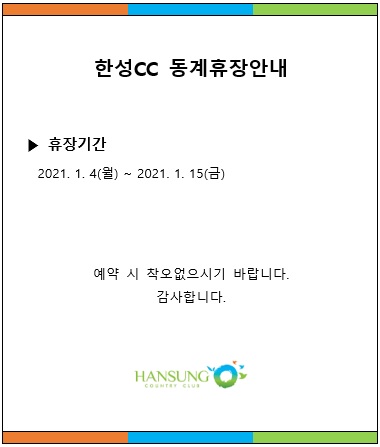 한성CC 동계휴장안내
▶ 휴장기간
2021. 1. 4(월) ~ 2021. 1. 15(금)
예약 시 착오없으시기 바랍니다.
감사합니다.
HANSUNG
COUNTRY CLUB